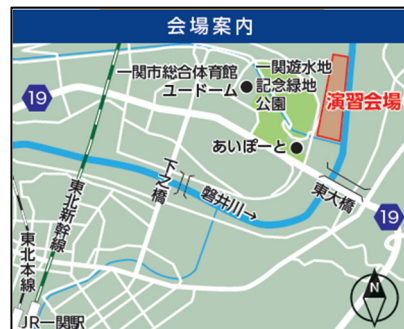 会場案内
一関市総合体育館
ユードーム
一関遊水地
記念緑地
公園
19
演習会場
あいぽーと
下之橋
磐井川→
東大橋
19
東北新幹線
東北本線
JR一関駅
N